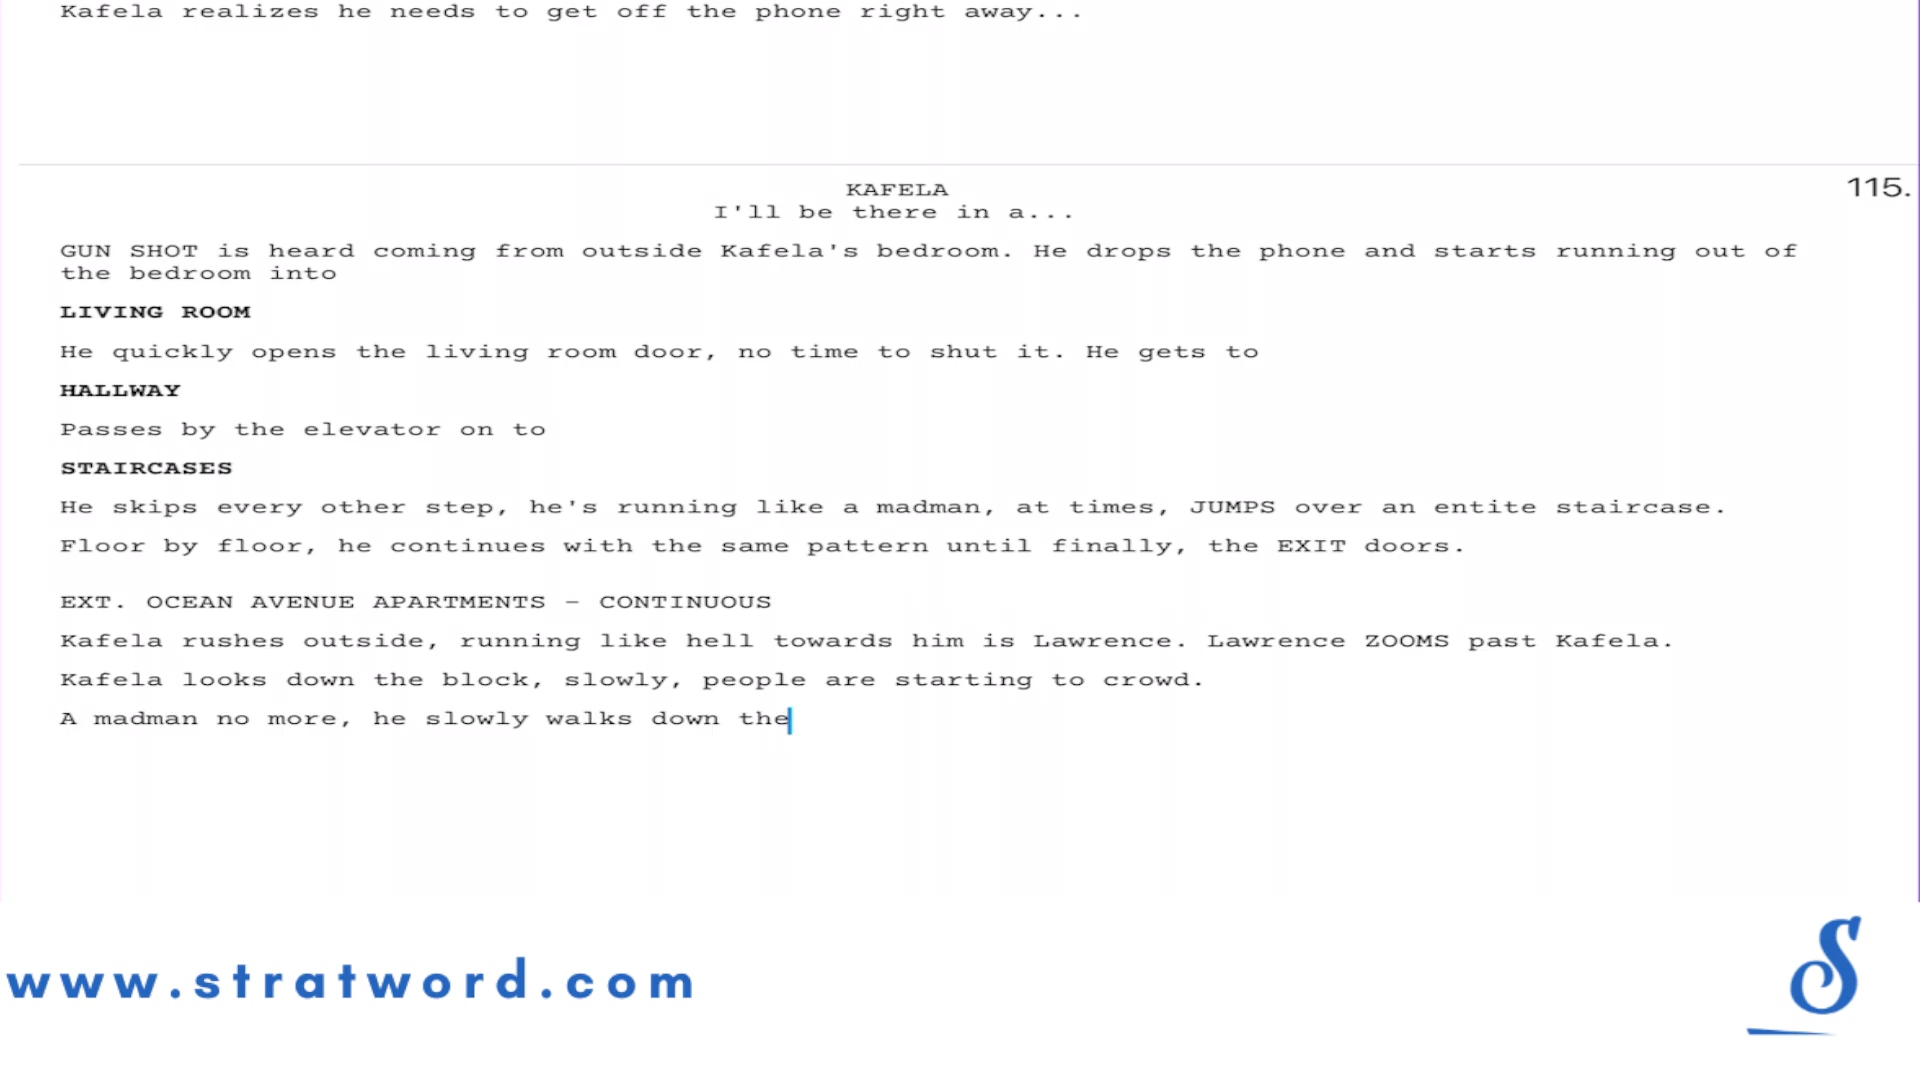 Kafela realizes he needs to get off the phone right away...
115.
KAFELA
I'll be there in a...
GUN SHOT is heard coming from outside Kafela's bedroom. He drops the phone and starts running out of
the bedroom into
LIVING ROOM
He quickly opens the living room door, no time to shut it. He gets to
HALLWAY
Passes by the elevator on to
STAIRCASES
He skips every other step, he's running like a madman, at times, JUMPS over an entite staircase.
Floor by floor, he continues with the same pattern until finally, the EXIT doors.
EXT. OCEAN AVENUE APARTMENTS - CONTINUOUS
Kafela rushes outside, running like hell towards him is Lawrence. Lawrence ZOOMS past Kafela.
Kafela looks down the block, slowly, people are starting to crowd.
A madman no more, he slowly walks down the
www.stratword.com
S